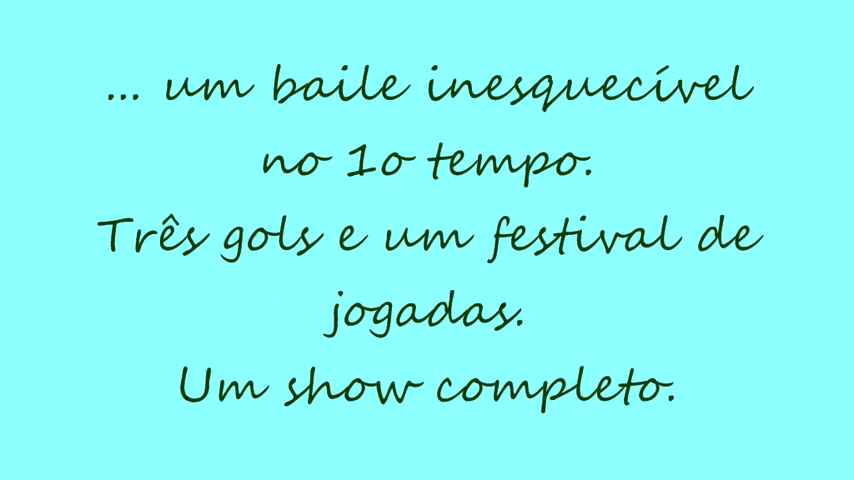 ... um baile inesquecível
no 1o tempo.
Três gols e um festival de
jogadas.
Um show completo.